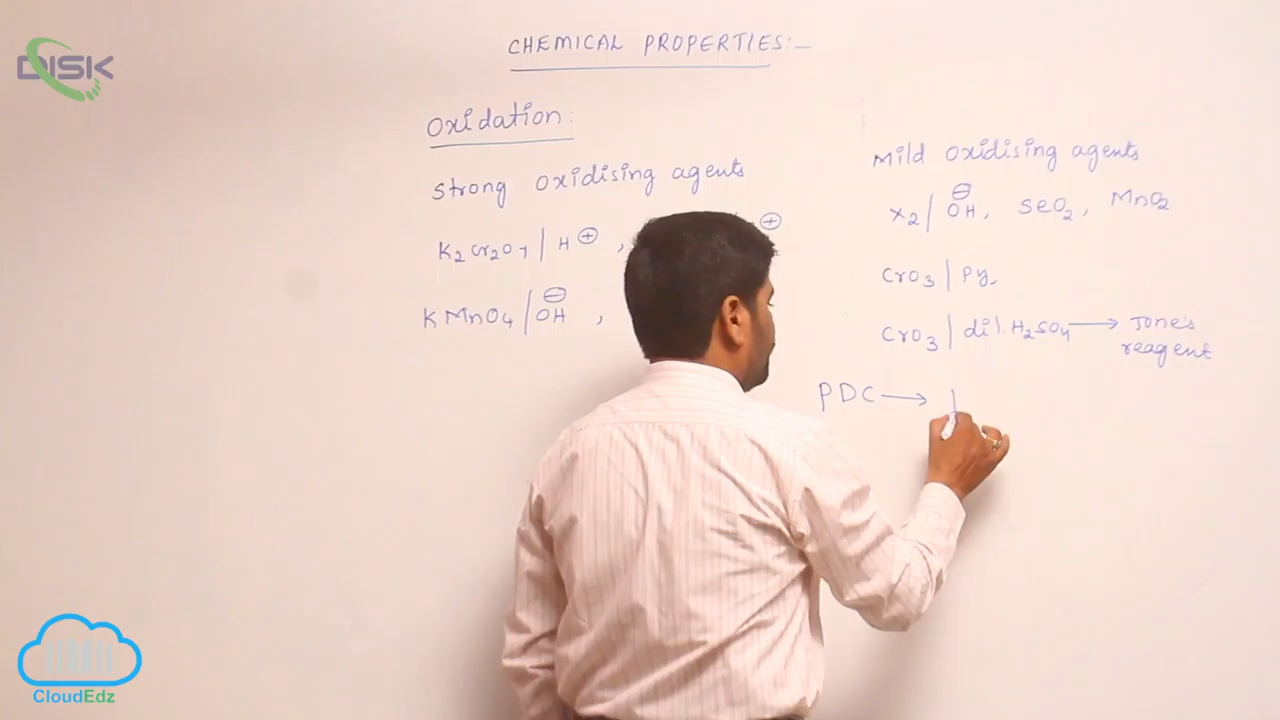 DISK
CHEMICAL PROPERTIES:-
Oxidation:
Strong Oxidising agents
K2Cr2O7 | H⊕ ,
⊕
KMnO4 | OH⊖ ,
Mild Oxidising agents
X2 | OH⊖, SeO2, MnO2
CrO3 | Py,
CrO3 | dil. H2SO4 → Jone's
reagent
PDC →
CloudEdz